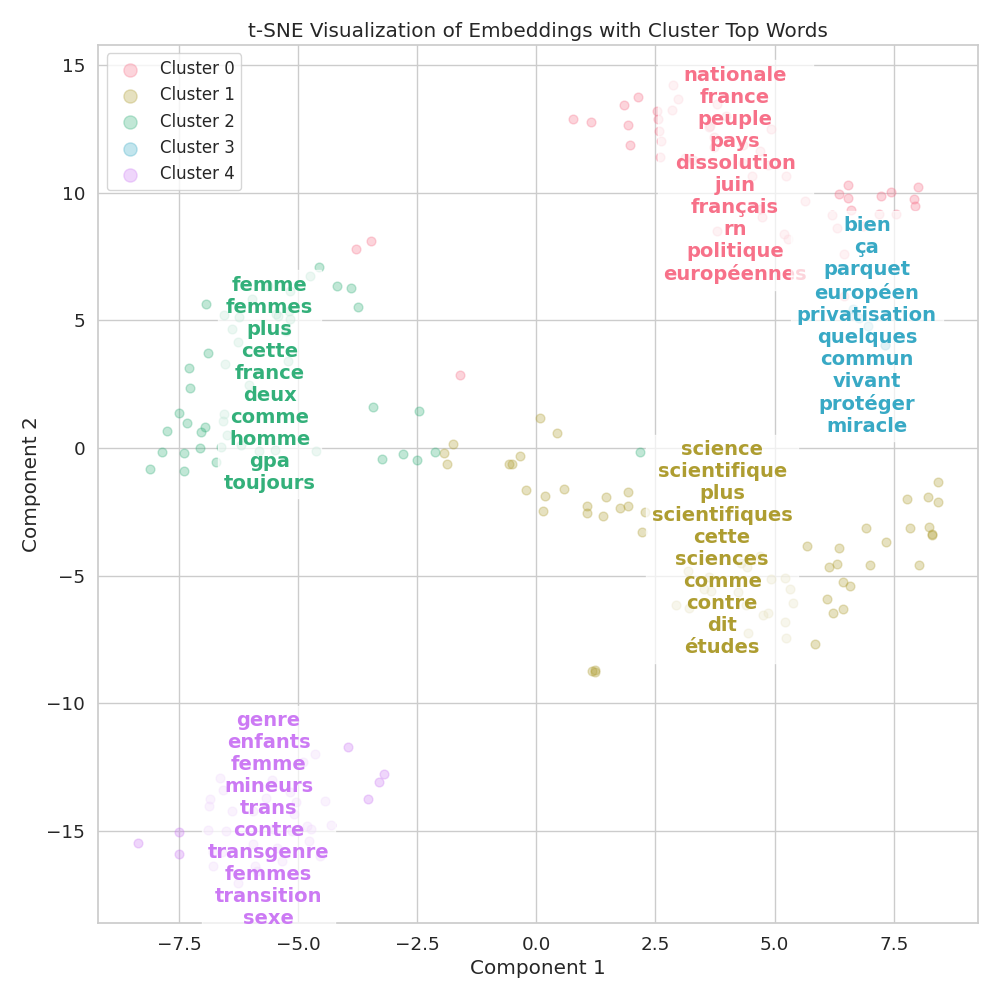 t-SNE Visualization of Embeddings with Cluster Top Words
Cluster 0
Cluster 1
Cluster 2
Cluster 3
Cluster 4
nationale
france
peuple
pays
dissolution
juin
français
rn
politique
européennes
bien
ça
parquet
européen
privatisation
quelques
commun
vivant
protéger
miracle
femme
femmes
plus
cette
france
deux
comme
homme
gpa
toujours
science
scientifique
plus
scientifiques
cette
sciences
comme
contre
dit
études
genre
enfants
femme
mineurs
trans
contre
transgenre
femmes
transition
sexe
15
10
5
0
−5
−10
−15
Component 2
−7.5 −5.0 −2.5 0.0 2.5 5.0 7.5
Component 1